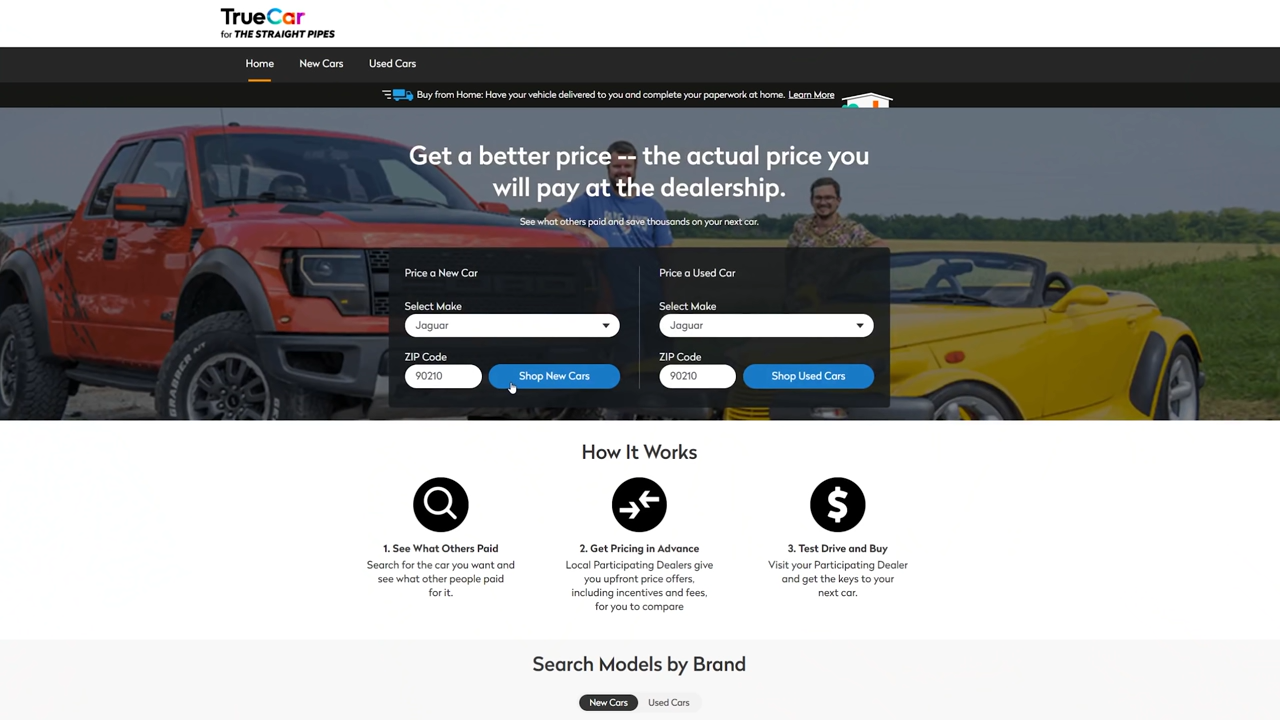 TrueCar
for THE STRAIGHT PIPES
Home New Cars Used Cars
Buy from Home: Have your vehicle delivered to you and complete your paperwork at home. Learn More
Get a better price -- the actual price you
will pay at the dealership.
See what others paid and save thousands on your next car.
Price a New Car
Select Make
Jaguar
ZIP Code
90210 Shop New Cars
Price a Used Car
Select Make
Jaguar
ZIP Code
90210 Shop Used Cars
How It Works
1. See What Others Paid
Search for the car you want and
see what other people paid
for it.
2. Get Pricing in Advance
Local Participating Dealers give
you upfront price offers,
including incentives and fees,
for you to compare
3. Test Drive and Buy
Visit your Participating Dealer
and get the keys to your
next car.
Search Models by Brand
New Cars Used Cars